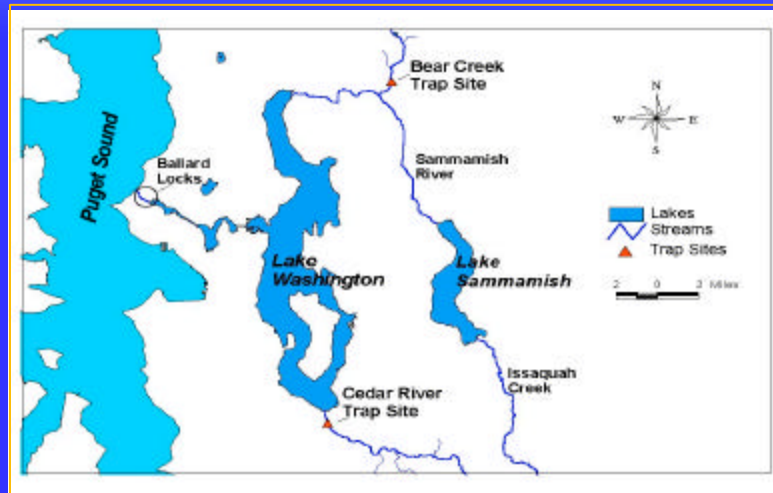 Bear Creek
Trap Site
N
W
E
S
Puget Sound
Ballard
Locks
Sammamish
River
Lakes
Streams
Trap Sites
Lake
Washington
Lake
Sammamish
2 0 2 Miles
Issaquah
Creek
Cedar River
Trap Site